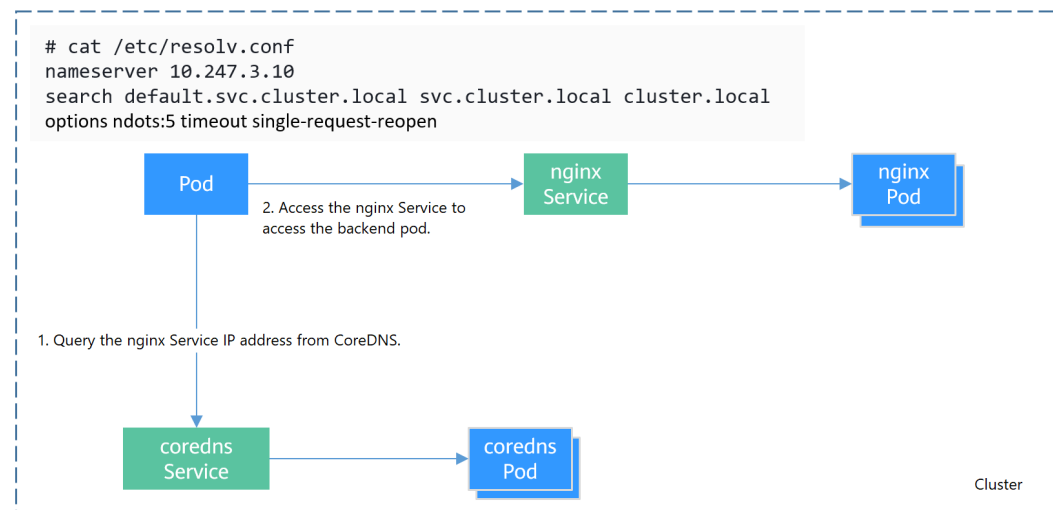 # cat /etc/resolv.conf
nameserver 10.247.3.10
search default.svc.cluster.local svc.cluster.local cluster.local
options ndots:5 timeout single-request-reopen
Pod
nginx
Service
nginx
Pod
2. Access the nginx Service to
access the backend pod.
1. Query the nginx Service IP address from CoreDNS.
coredns
Service
coredns
Pod
Cluster